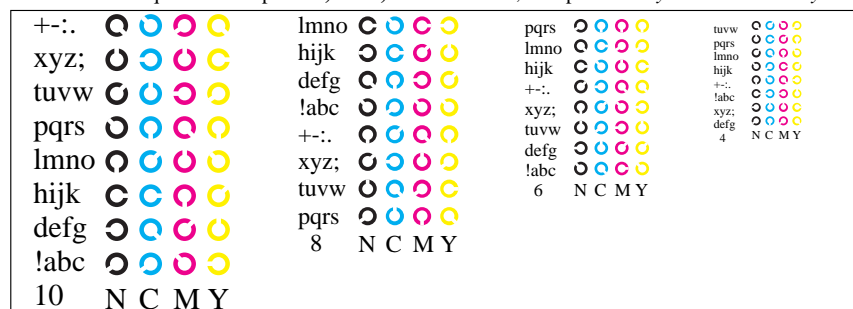 +-:.
xyz;
tuvw
pqrs
lmno
hijk
defg
!abc
10 N C M Y
lmno
hijk
defg
!abc
+-:.
xyz;
tuvw
pqrs
8 N C M Y
pqrs
lmno
hijk
+-:.
xyz;
tuvw
defg
!abc
6 N C M Y
tuvw
pqrs
lmno
hijk
+-:.
!abc
xyz;
defg
4 N C M Y